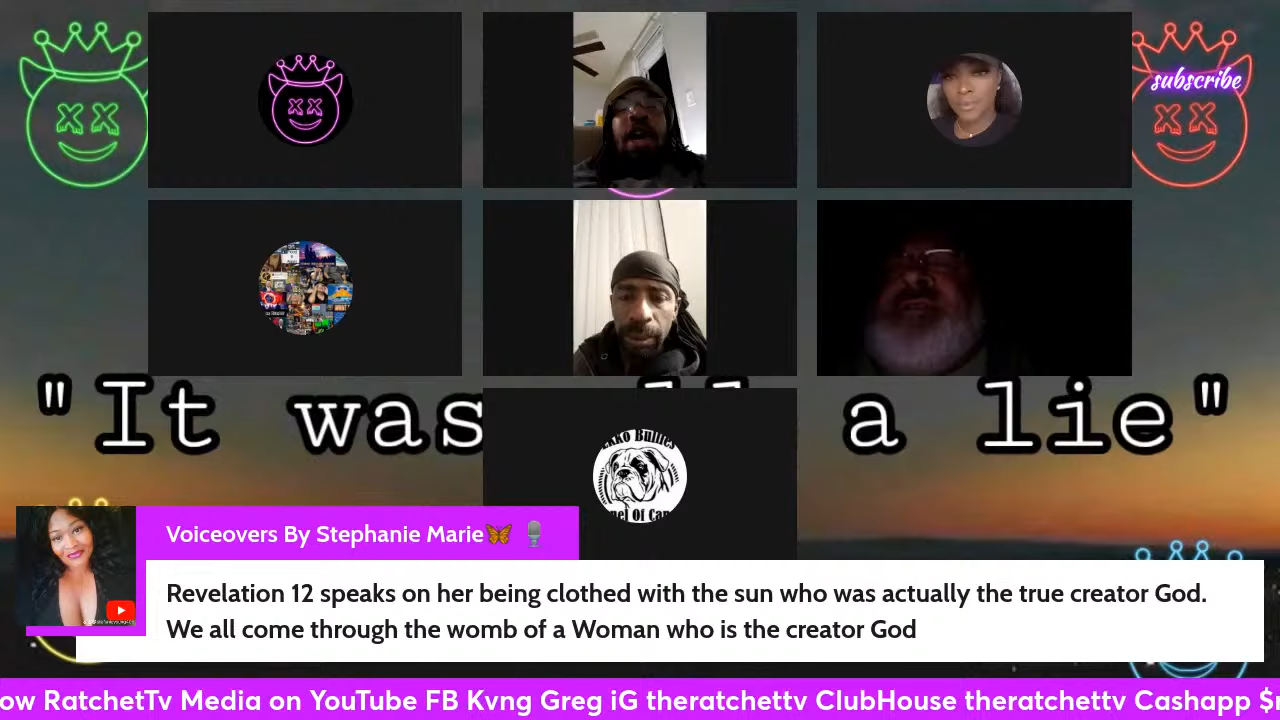 subscribe
"It was a lie"
Voiceovers By Stephanie Marie🦋 🎙️
Revelation 12 speaks on her being clothed with the sun who was actually the true creator God.
We all come through the womb of a Woman who is the creator God
ow RatchetTv Media on YouTube FB Kvng Greg iG theratchettv ClubHouse theratchettv Cashapp $